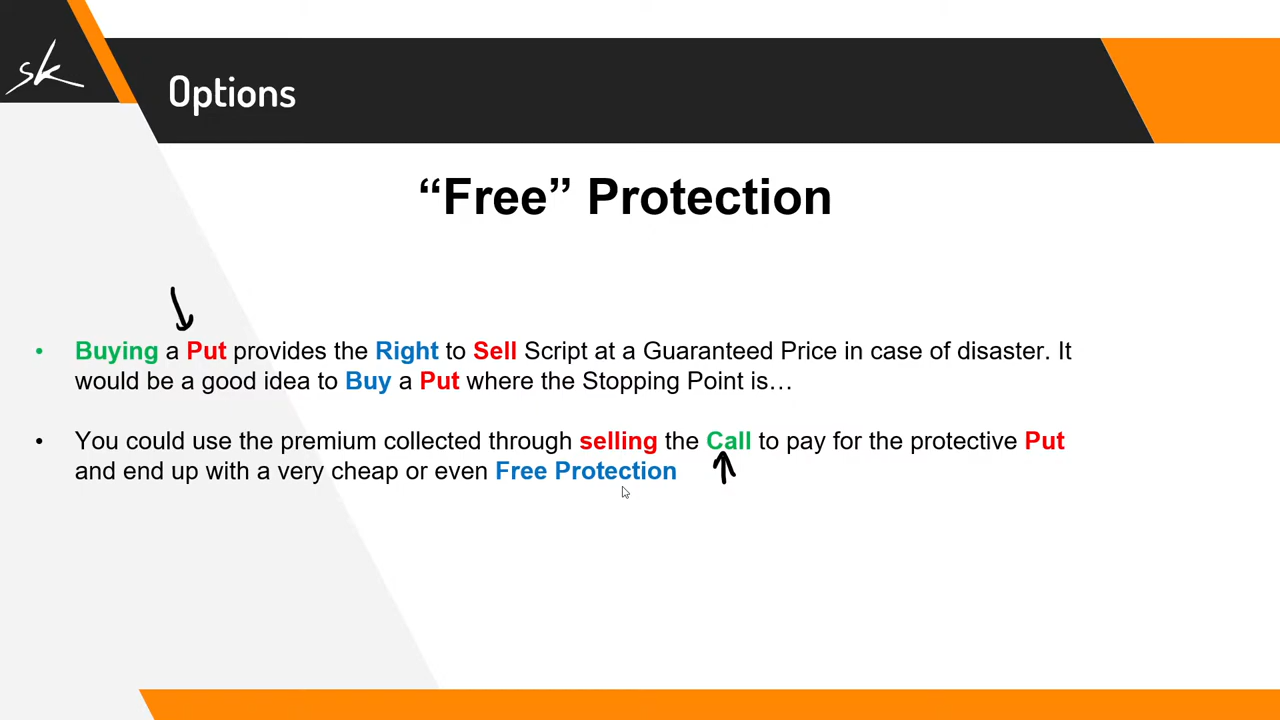 sk
Options
“Free” Protection
• Buying a Put provides the Right to Sell Script at a Guaranteed Price in case of disaster. It
would be a good idea to Buy a Put where the Stopping Point is…
• You could use the premium collected through selling the Call to pay for the protective Put
and end up with a very cheap or even Free Protection